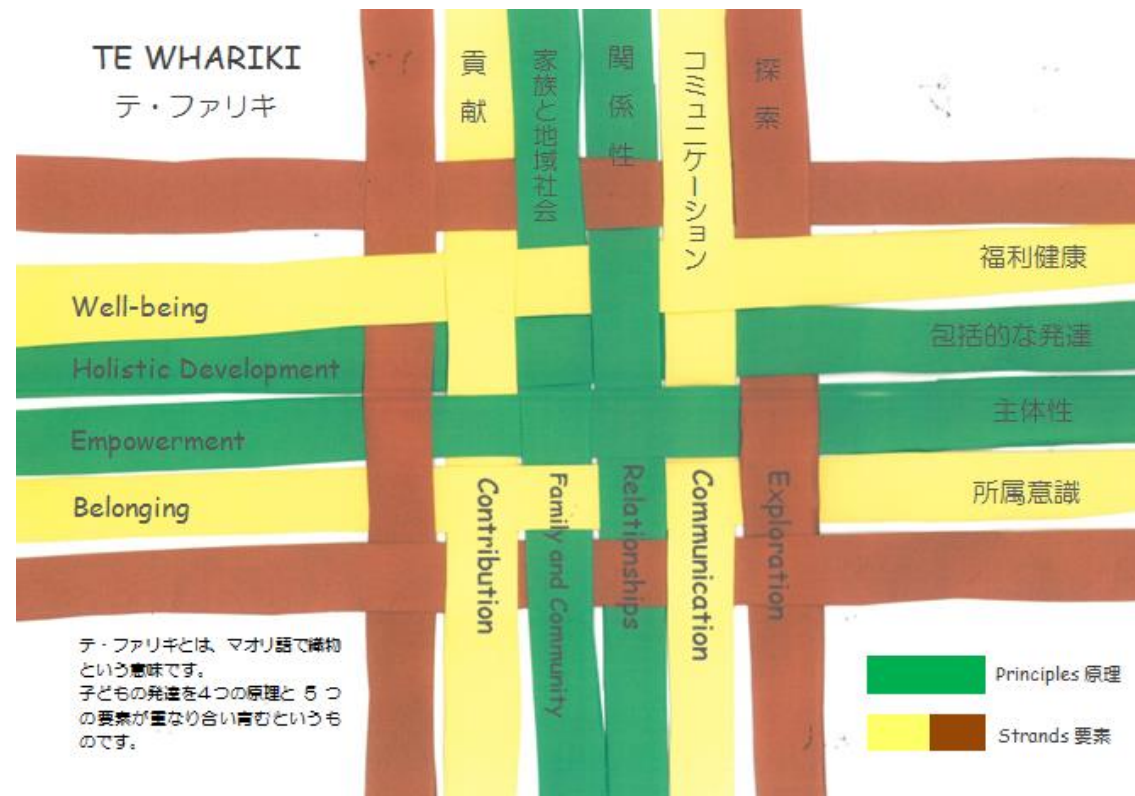 TE WHARIKI
テ・ファリキ
貢献
家族と地域社会
関係性
コミュニケーション
探索
Well-being
福利健康
Holistic Development
包括的な発達
Empowerment
主体性
Belonging
所属意識
Contribution
Family and Community
Relationships
Communication
Exploration
テ・ファリキとは、マオリ語で織物
という意味です。
子どもの発達を4つの原理と 5 つ
の要素が重なり合い育むというも
のです。
Principles 原理
Strands 要素